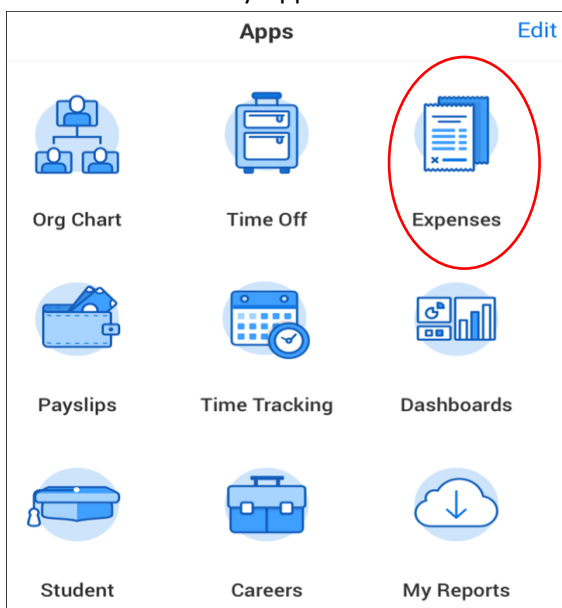 Apps Edit
Org Chart Time Off Expenses
Payslips Time Tracking Dashboards
Student Careers My Reports